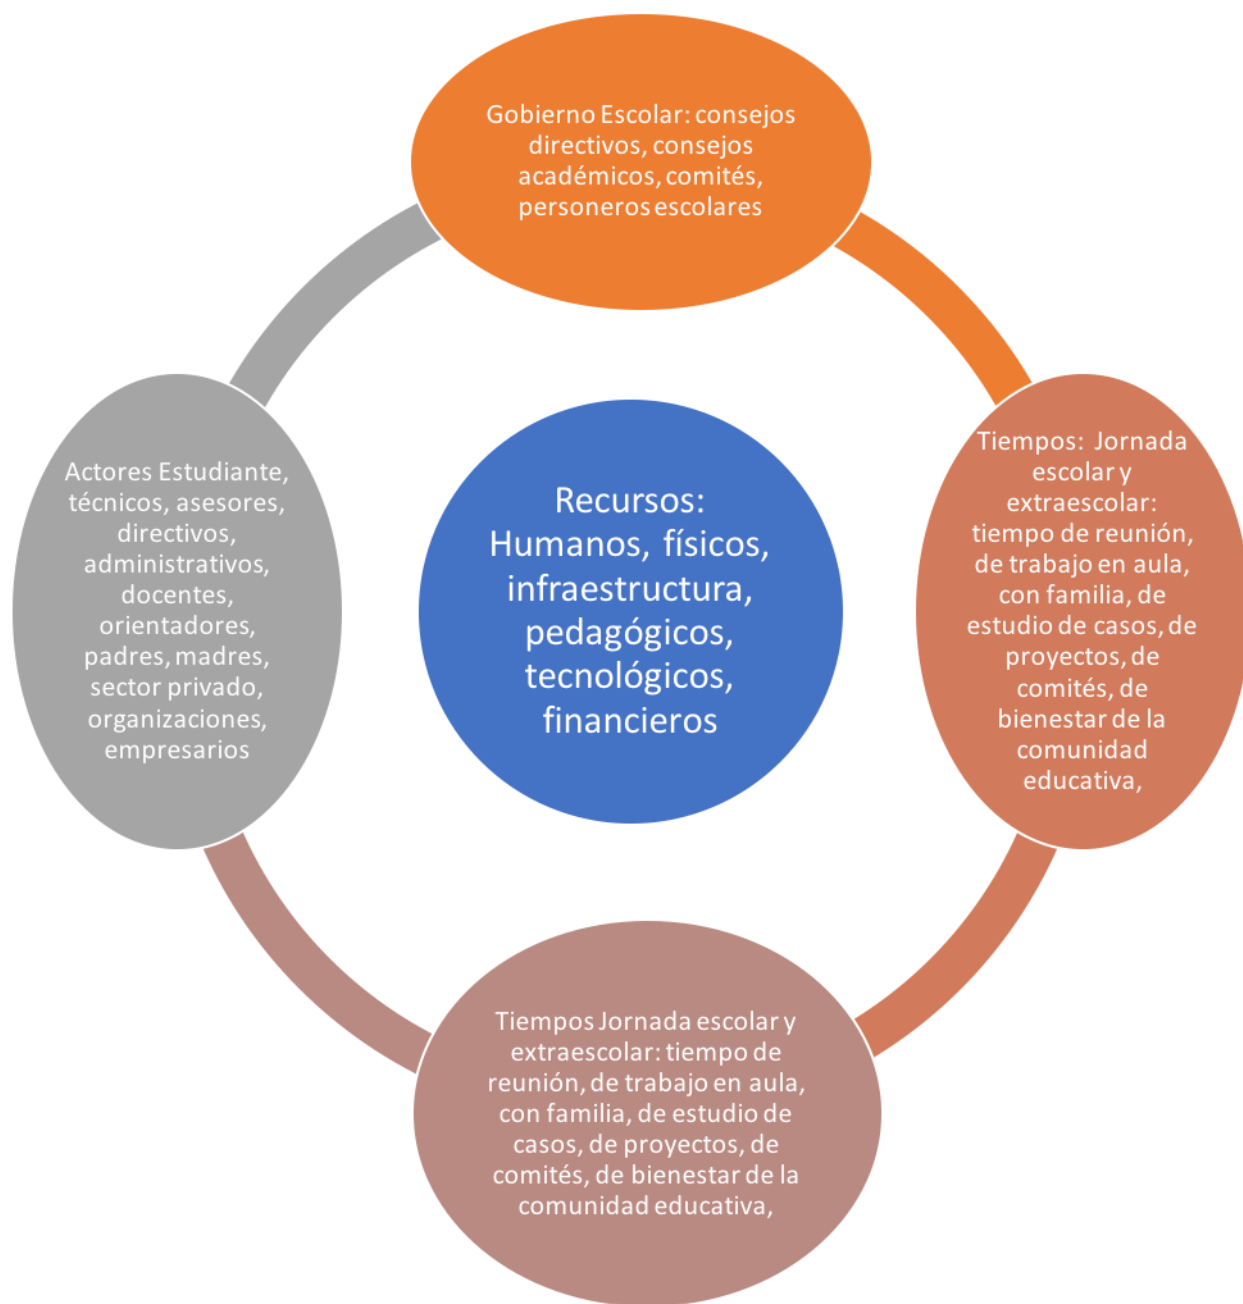 Gobierno Escolar: consejos
directivos, consejos
académicos, comités,
personeros escolares
Tiempos:  Jornada
escolar y
extraescolar:
tiempo de reunión,
de trabajo en aula,
con familia, de
estudio de casos, de
proyectos, de
comités, de
bienestar de la
comunidad
educativa,
Tiempos Jornada escolar y
extraescolar: tiempo de
reunión, de trabajo en aula,
con familia, de estudio de
casos, de proyectos, de
comités, de bienestar de la
comunidad educativa,
Actores Estudiante,
técnicos, asesores,
directivos,
administrativos,
docentes,
orientadores,
padres, madres,
sector privado,
organizaciones,
empresarios
Recursos:
Humanos, físicos,
infraestructura,
pedagógicos,
tecnológicos,
financieros